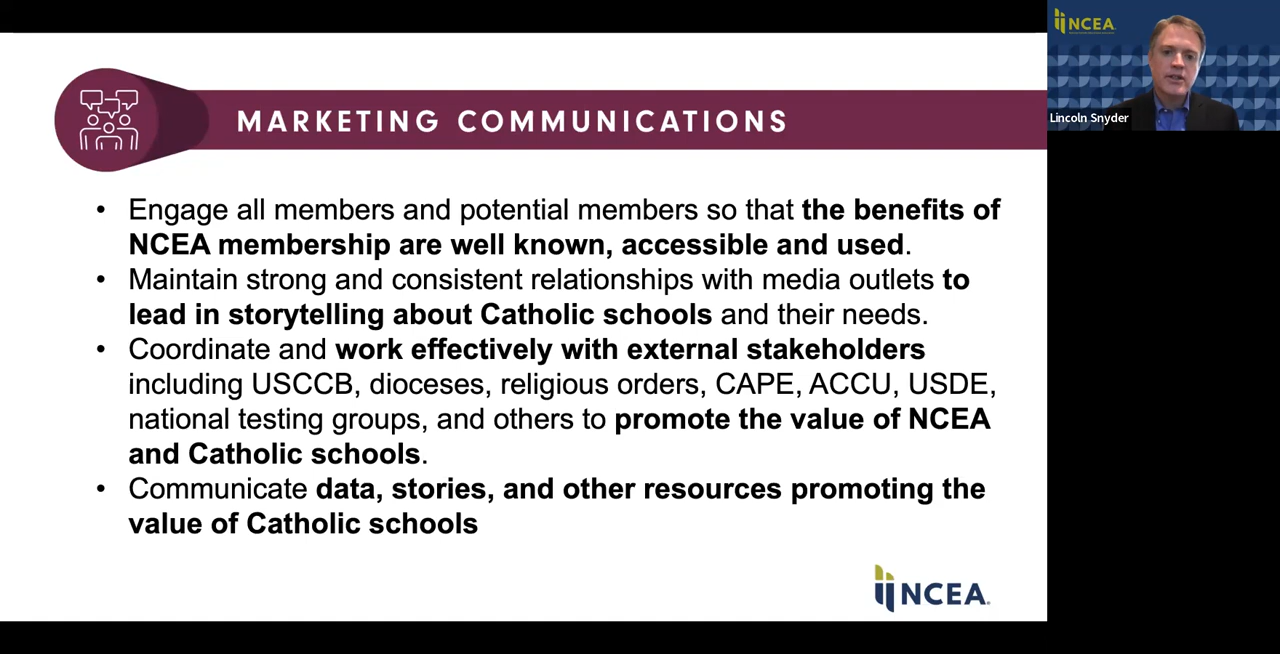 MARKETING COMMUNICATIONS
• Engage all members and potential members so that the benefits of
NCEA membership are well known, accessible and used.
• Maintain strong and consistent relationships with media outlets to
lead in storytelling about Catholic schools and their needs.
• Coordinate and work effectively with external stakeholders
including USCCB, dioceses, religious orders, CAPE, ACCU, USDE,
national testing groups, and others to promote the value of NCEA
and Catholic schools.
• Communicate data, stories, and other resources promoting the
value of Catholic schools
NCEA®
NCEA
Lincoln Snyder